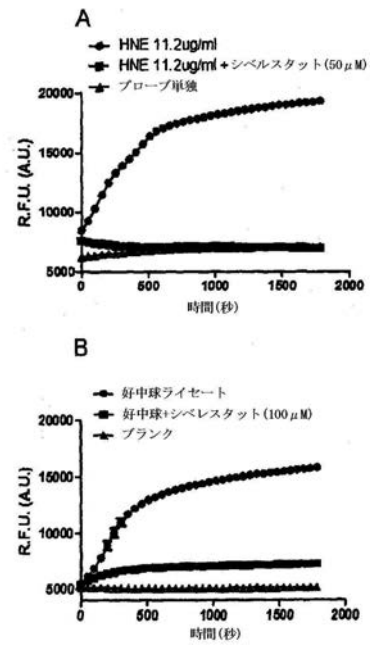 A
HNE 11.2ug/ml
HNE 11.2ug/ml + シベルスタット(50μM)
プローブ単独
20000
15000
10000
5000
R.F.U. (A.U.)
0
500
1000
1500
2000
時間(秒)
B
好中球ライセート
好中球+シベレスタット(100μM)
ブランク
20000
15000
10000
5000
R.F.U. (A.U.)
0
500
1000
1500
2000
時間(秒)